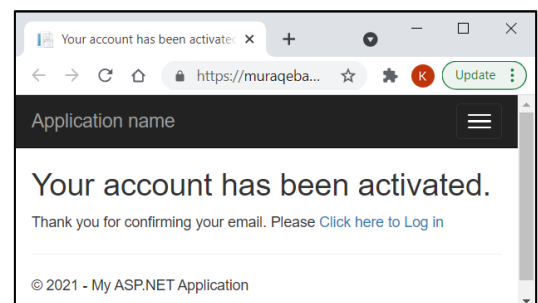 Your account has been activated
https://muraqeba...
K
Update
Application name
Your account has been activated.
Thank you for confirming your email. Please Click here to Log in
© 2021 - My ASP.NET Application